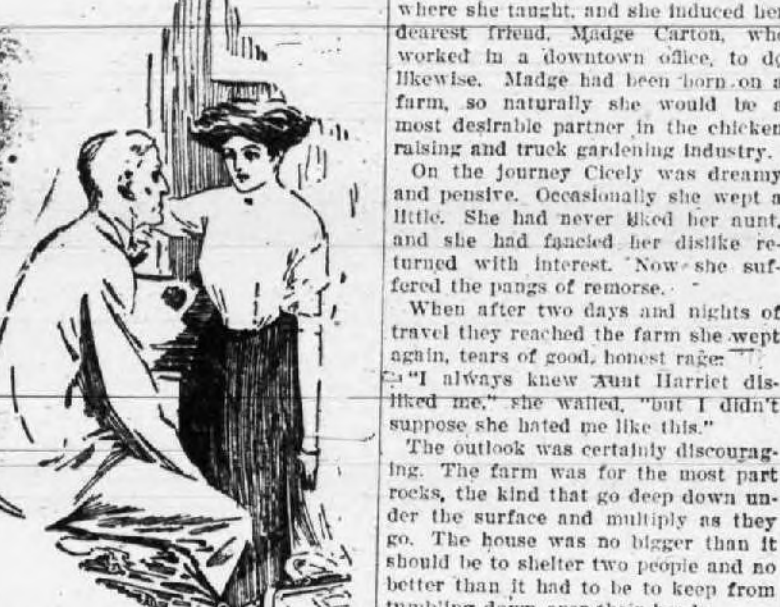 where she taught, and she induced her
dearest friend, Madge Carton, who
worked in a downtown office, to do
likewise. Madge had been born on a
farm, so naturally she would be a
most desirable partner in the chicken
raising and truck gardening industry.
On the journey Cicely was dreamy
and pensive. Occasionally she wept a
little. She had never liked her aunt,
and she had fancied her dislike re-
turned with interest. Now she suf-
fered the pangs of remorse.
When after two days and nights of
travel they reached the farm she wept
again, tears of good, honest rage:
"I always knew Aunt Harriet dis-
liked me," she wailed, "but I didn't
suppose she hated me like this."
The outlook was certainly discourag-
ing. The farm was for the most part
rocks, the kind that go deep down un-
der the surface and multiply as they
go. The house was no bigger than it
should be to shelter two people and no
better than it had to be to keep from